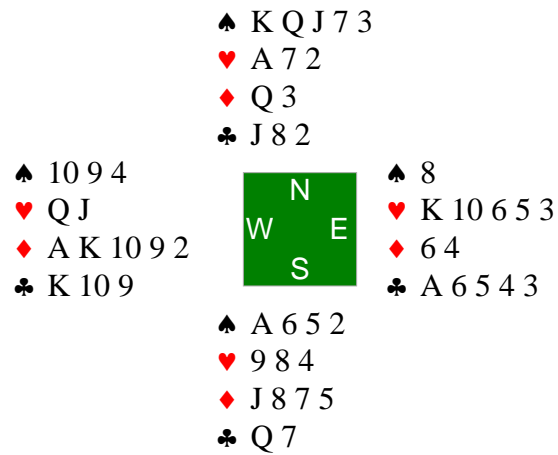 ♠ K Q J 7 3
♥ A 7 2
♦ Q 3
♣ J 8 2
♠ 10 9 4
♥ Q J
♦ A K 10 9 2
♣ K 10 9
N
W E
S
♠ 8
♥ K 10 6 5 3
♦ 6 4
♣ A 6 5 4 3
♠ A 6 5 2
♥ 9 8 4
♦ J 8 7 5
♣ Q 7